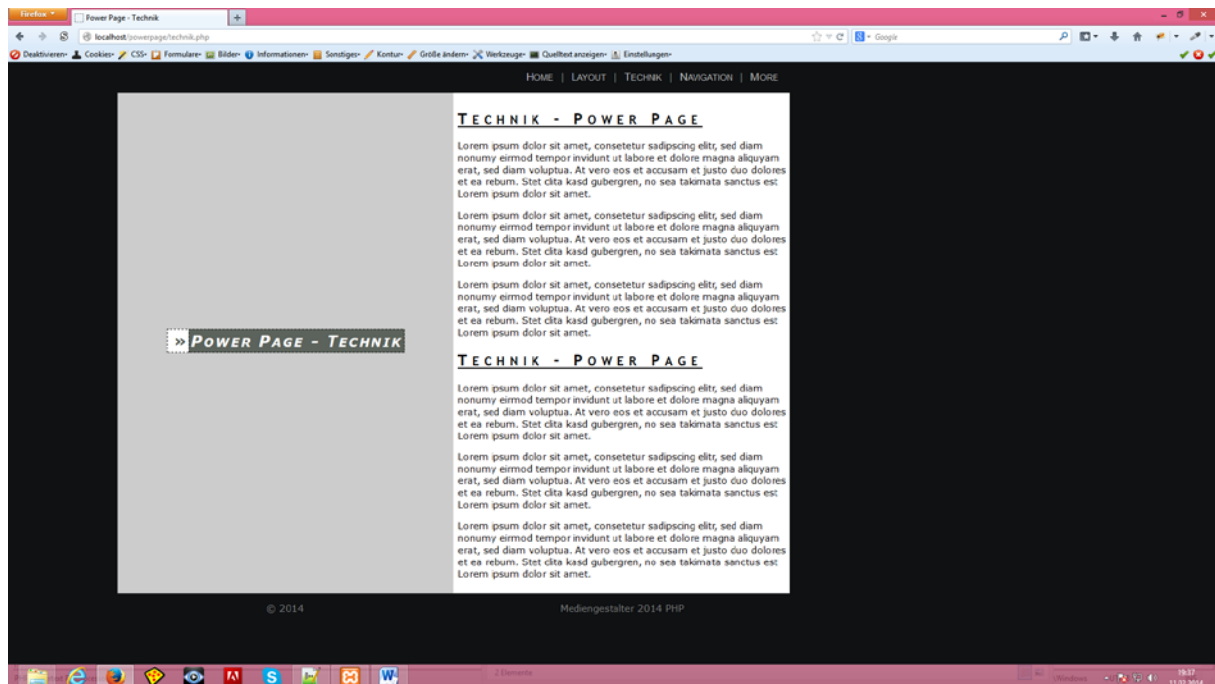 Firefox
Power Page - Technik
localhost/powerpage/technik.php
Google
Deaktivieren Cookies CSS Formulare Bilder Informationen Sonstiges Kontur Größe ändern Werkzeuge Quelltext anzeigen Einstellungen
HOME | LAYOUT | TECHNIK | NAVIGATION | MORE
» POWER PAGE - TECHNIK
TECHNIK - POWER PAGE
Lorem ipsum dolor sit amet, consetetur sadipscing elitr, sed diam
nonumy eirmod tempor invidunt ut labore et dolore magna aliquyam
erat, sed diam voluptua. At vero eos et accusam et justo duo dolores
et ea rebum. Stet clita kasd gubergren, no sea takimata sanctus est
Lorem ipsum dolor sit amet.
Lorem ipsum dolor sit amet, consetetur sadipscing elitr, sed diam
nonumy eirmod tempor invidunt ut labore et dolore magna aliquyam
erat, sed diam voluptua. At vero eos et accusam et justo duo dolores
et ea rebum. Stet clita kasd gubergren, no sea takimata sanctus est
Lorem ipsum dolor sit amet.
Lorem ipsum dolor sit amet, consetetur sadipscing elitr, sed diam
nonumy eirmod tempor invidunt ut labore et dolore magna aliquyam
erat, sed diam voluptua. At vero eos et accusam et justo duo dolores
et ea rebum. Stet clita kasd gubergren, no sea takimata sanctus est
Lorem ipsum dolor sit amet.
TECHNIK - POWER PAGE
Lorem ipsum dolor sit amet, consetetur sadipscing elitr, sed diam
nonumy eirmod tempor invidunt ut labore et dolore magna aliquyam
erat, sed diam voluptua. At vero eos et accusam et justo duo dolores
et ea rebum. Stet clita kasd gubergren, no sea takimata sanctus est
Lorem ipsum dolor sit amet.
Lorem ipsum dolor sit amet, consetetur sadipscing elitr, sed diam
nonumy eirmod tempor invidunt ut labore et dolore magna aliquyam
erat, sed diam voluptua. At vero eos et accusam et justo duo dolores
et ea rebum. Stet clita kasd gubergren, no sea takimata sanctus est
Lorem ipsum dolor sit amet.
Lorem ipsum dolor sit amet, consetetur sadipscing elitr, sed diam
nonumy eirmod tempor invidunt ut labore et dolore magna aliquyam
erat, sed diam voluptua. At vero eos et accusam et justo duo dolores
et ea rebum. Stet clita kasd gubergren, no sea takimata sanctus est
Lorem ipsum dolor sit amet.
© 2014
Mediengestalter 2014 PHP
2 Elemente
Windows
19:37